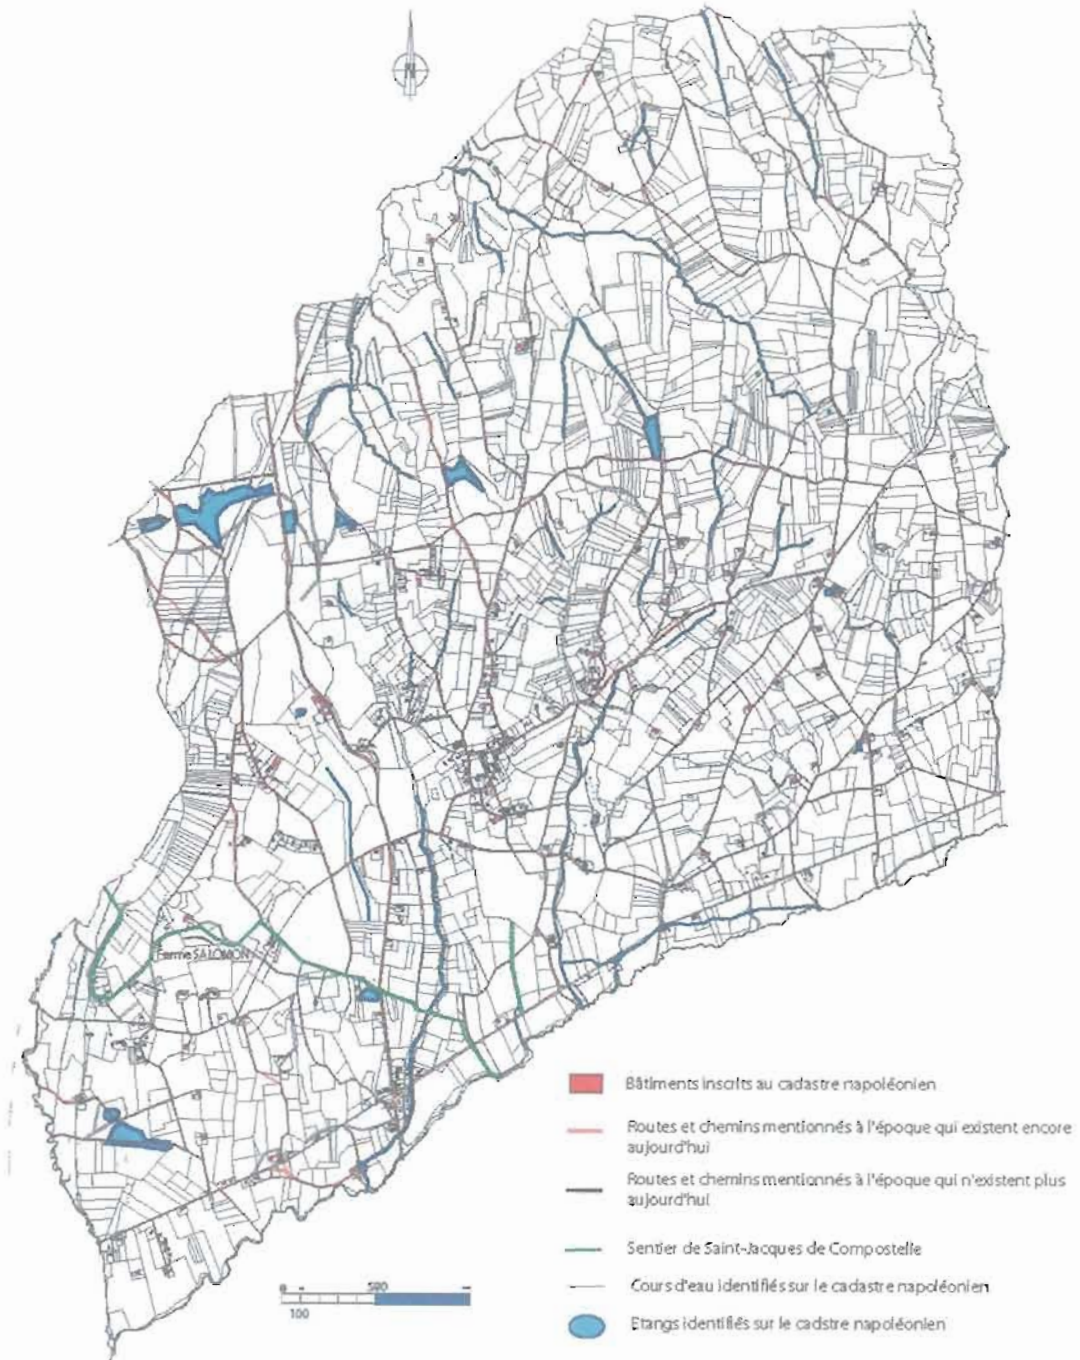 N
Ferme SALOMON
Bâtiments inscrits au cadastre napoléonien
Routes et chemins mentionnés à l'époque qui existent encore
aujourd'hui
Routes et chemins mentionnés à l'époque qui n'existent plus
aujourd'hui
Sentier de Saint-Jacques de Compostelle
Cours d'eau identifiés sur le cadastre napoléonien
Etangs identifiés sur le cadstre napoléonien
0
500
100